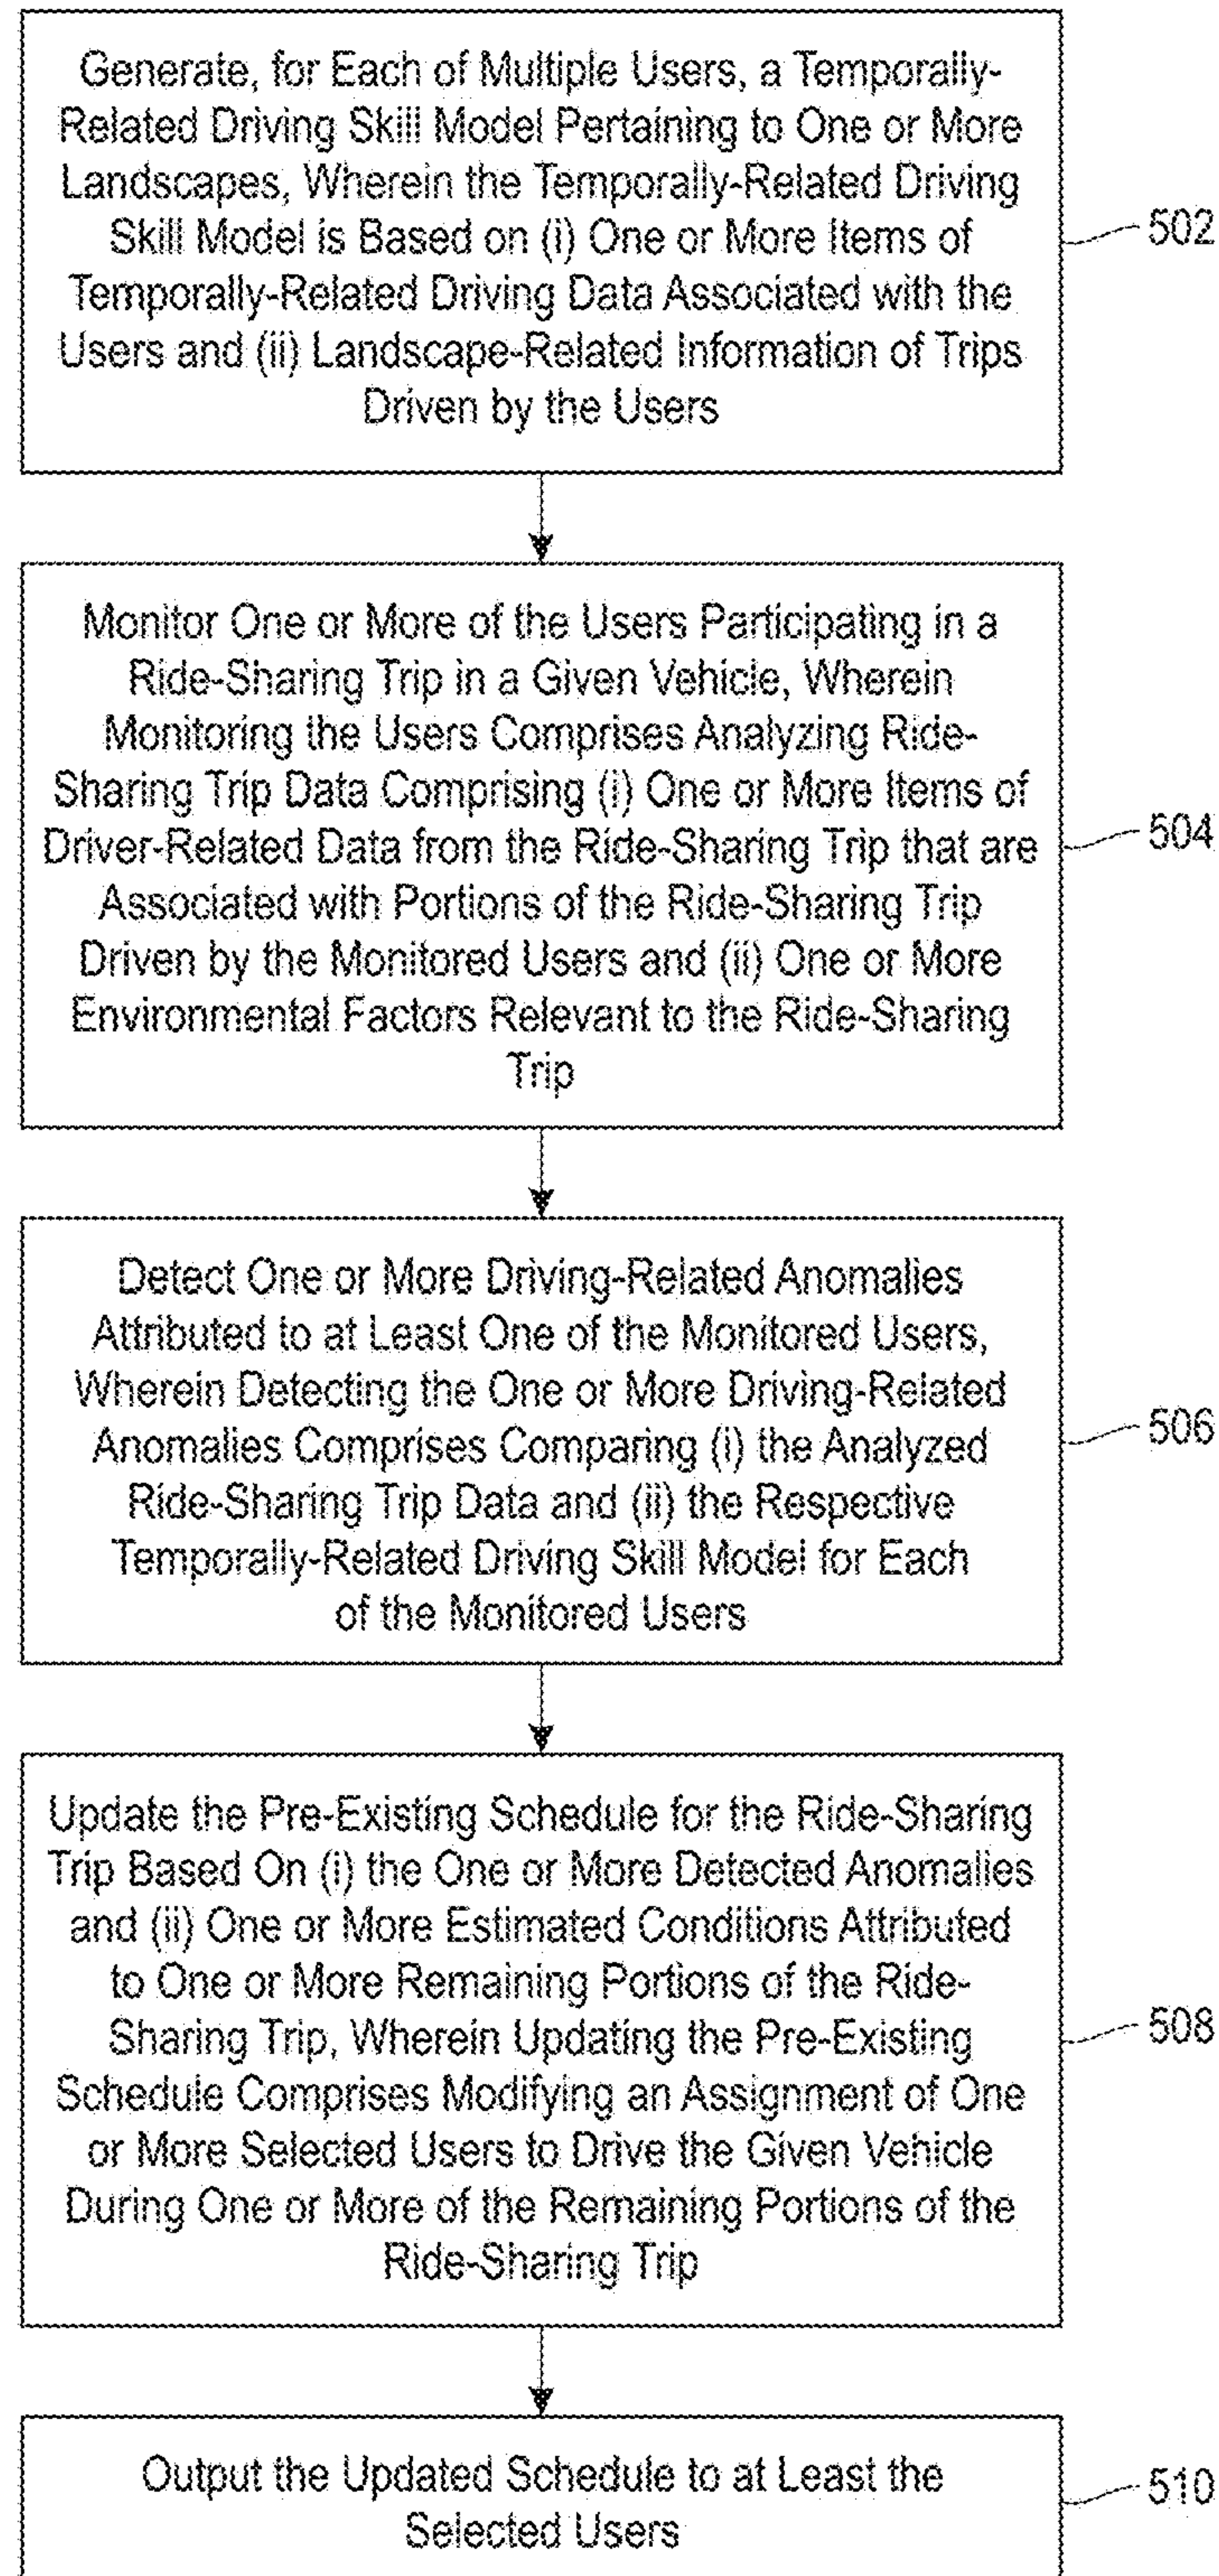 Generate, for Each of Multiple Users, a Temporally-
Related Driving Skill Model Pertaining to One or More
Landscapes, Wherein the Temporally-Related Driving
Skill Model is Based on (i) One or More Items of
Temporally-Related Driving Data Associated with the
Users and (ii) Landscape-Related Information of Trips
Driven by the Users
502
Monitor One or More of the Users Participating in a
Ride-Sharing Trip in a Given Vehicle, Wherein
Monitoring the Users Comprises Analyzing Ride-
Sharing Trip Data Comprising (i) One or More Items of
Driver-Related Data from the Ride-Sharing Trip that are
Associated with Portions of the Ride-Sharing Trip
Driven by the Monitored Users and (ii) One or More
Environmental Factors Relevant to the Ride-Sharing
Trip
504
Detect One or More Driving-Related Anomalies
Attributed to at Least One of the Monitored Users,
Wherein Detecting the One or More Driving-Related
Anomalies Comprises Comparing (i) the Analyzed
Ride-Sharing Trip Data and (ii) the Respective
Temporally-Related Driving Skill Model for Each
of the Monitored Users
506
Update the Pre-Existing Schedule for the Ride-Sharing
Trip Based On (i) the One or More Detected Anomalies
and (ii) One or More Estimated Conditions Attributed
to One or More Remaining Portions of the Ride-
Sharing Trip, Wherein Updating the Pre-Existing
Schedule Comprises Modifying an Assignment of One
or More Selected Users to Drive the Given Vehicle
During One or More of the Remaining Portions of the
Ride-Sharing Trip
508
Output the Updated Schedule to at Least the
Selected Users
510